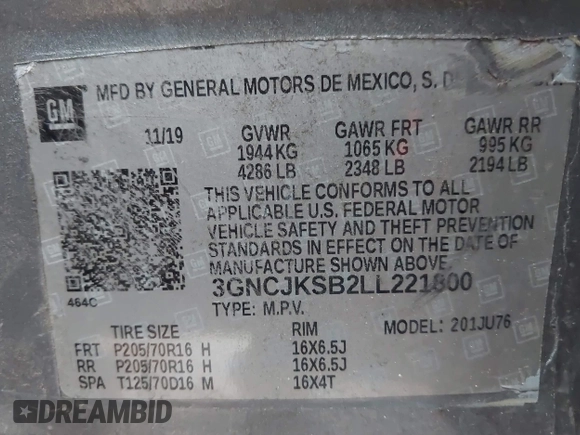 GM
MFD BY GENERAL MOTORS DE MEXICO, S. D
11/19 GVWR GAWR FRT GAWR RR
1944 KG 1065 KG 995 KG
4286 LB 2348 LB 2194 LB
THIS VEHICLE CONFORMS TO ALL
APPLICABLE U.S. FEDERAL MOTOR
VEHICLE SAFETY AND THEFT PREVENTION
STANDARDS IN EFFECT ON THE DATE OF
MANUFACTURE SHOWN ABOVE.
464C 3GNCJKSB2LL221800
TYPE: M.P.V. MODEL: 201JU76
TIRE SIZE RIM
FRT P205/70R16 H 16X6.5J
RR P205/70R16 H 16X6.5J
SPA T125/70D16 M 16X4T
DREAMBID